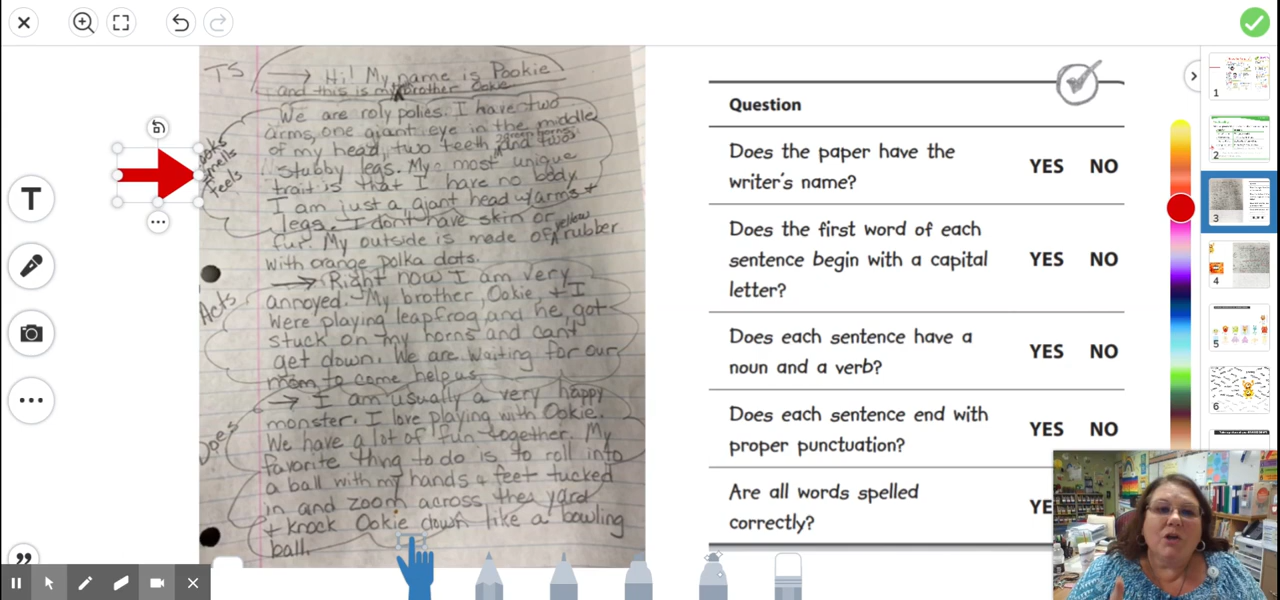 TS
→ Hi! My name is Pookie
and this is my brother Ookie
We are roly polies. I have two
arms, one giant eye in the middle
of my head, two teeth, 2 green horns and two
stubby legs. My most unique
trait is that I have no body
I am just a giant head w/arms +
legs. I don't have skin or
fur. My outside is made of yellow rubber
with orange polka dots.
Looks
Smells
Feels
→ Right now I am very
annoyed. My brother, Ookie, + I
were playing leapfrog and he got
stuck on my horns and can't
get down. We are waiting for our
mom to come help us.
Acts
→ I am usually a very happy
monster. I love playing with Ookie.
We have a lot of fun together. My
favorite thing to do is to roll into
a ball with my hands + feet tucked
in and zoom across the yard
+ knock Ookie down like a bowling
ball.
Does
Question
Does the paper have the
writer's name? YES NO
Does the first word of each
sentence begin with a capital
letter? YES NO
Does each sentence have a
noun and a verb? YES NO
Does each sentence end with
proper punctuation? YES NO
Are all words spelled
correctly? YE
T
1
2
3
4
5
6